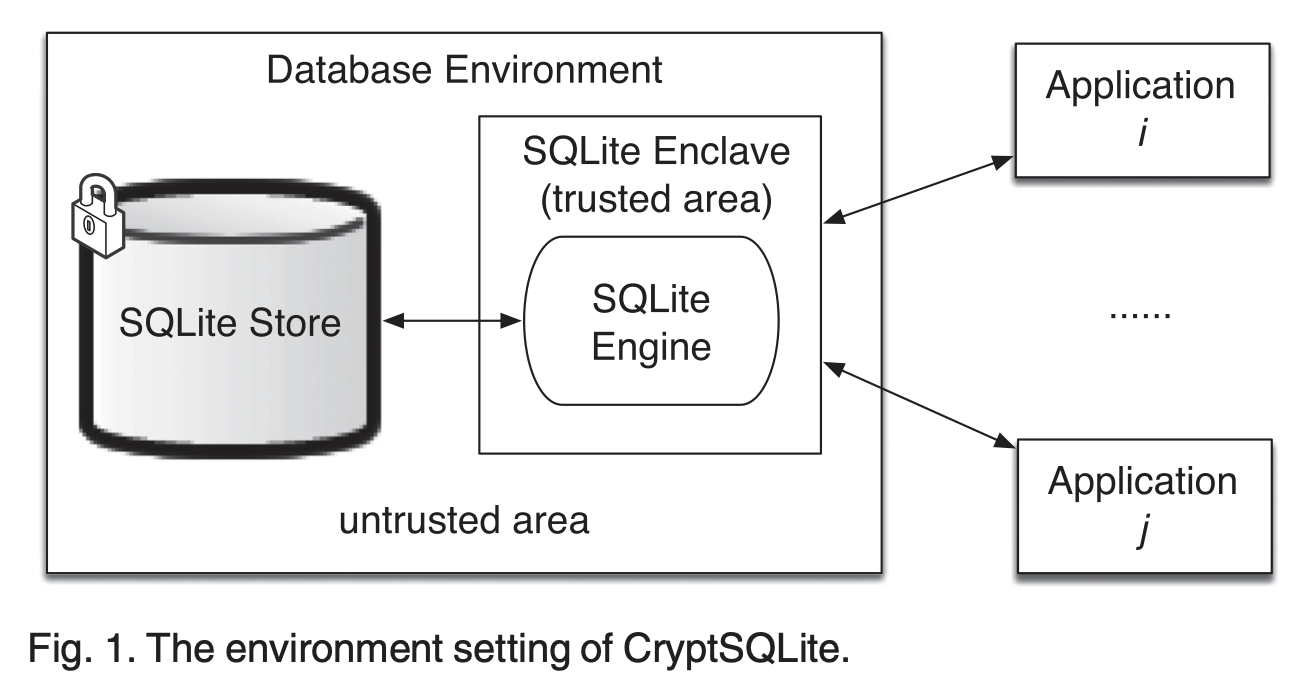 Database Environment
SQLite Enclave
(trusted area)
SQLite Store
SQLite
Engine
untrusted area
Application
i
......
Application
j
Fig. 1. The environment setting of CryptSQLite.